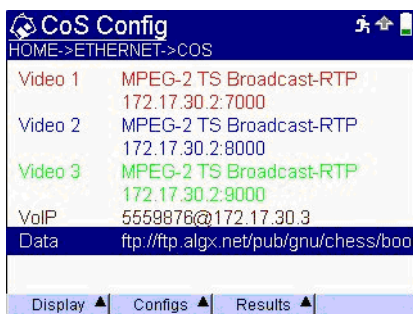 CoS Config
HOME->ETHERNET->COS
Video 1 MPEG-2 TS Broadcast-RTP
172.17.30.2:7000
Video 2 MPEG-2 TS Broadcast-RTP
172.17.30.2:8000
Video 3 MPEG-2 TS Broadcast-RTP
172.17.30.2:9000
VoIP 5559876@172.17.30.3
Data ftp://ftp.algx.net/pub/gnu/chess/boo
Display Configs Results